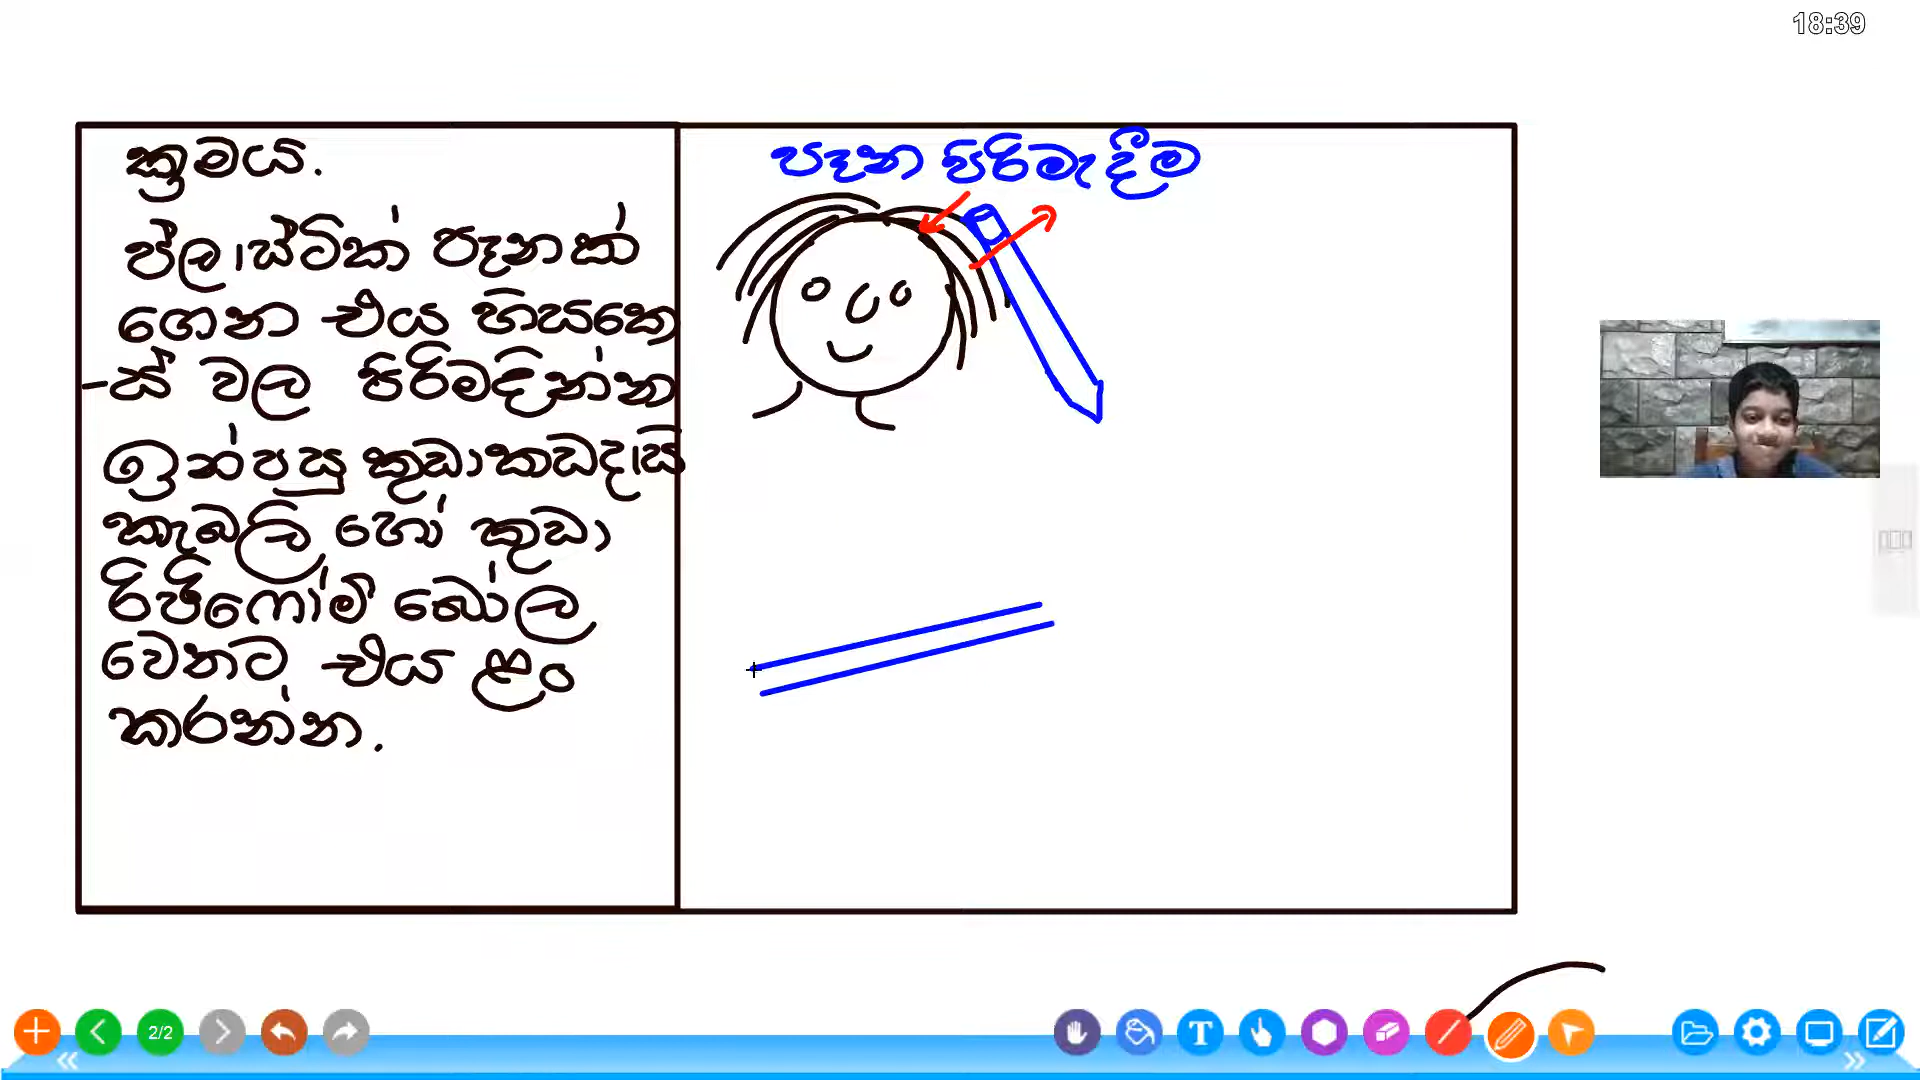 18:39
ක්‍රමය.
ප්ලාස්ටික් පෑනක්
ගෙන එය හිසකෙ
-ස් වල පිරිමදින්න
ඉන්පසු කුඩා කඩදාසි
කැබලි හෝ කුඩා
රිජිෆෝම් බෝල
වෙතට එය ළං
කරන්න.
පෑන පිරිමැදීම
2/2
T